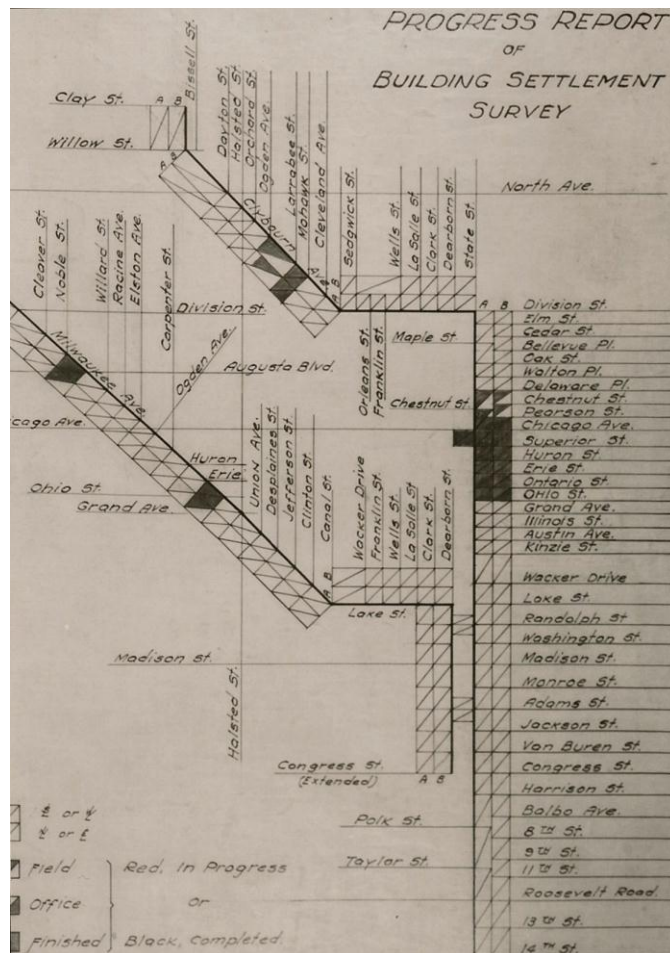 PROGRESS REPORT
OF
BUILDING SETTLEMENT
SURVEY
Clay St.
A B
Bissell St.
Willow St.
A B
Dayton St.
Halsted St.
Orchard St.
Ogden Ave.
Larrabee St.
Mohawk St.
Cleveland Ave.
Clybourn
A.
Sedgwick St.
Wells St.
La Salle St.
Clark St.
Dearborn St.
State St.
North Ave.
Cleaver St.
Noble St.
Willard St.
Racine Ave.
Elston Ave.
Carpenter St.
Division St.
A B
A B
Division St.
Elm St.
Cedar St.
Bellevue Pl.
Oak St.
Walton Pl.
Delaware Pl.
Chestnut St.
Pearson St.
Chicago Ave.
Superior St.
Huron St.
Erie St.
Ontario St.
Ohio St.
Grand Ave.
Illinois St.
Austin Ave.
Kinzie St.
Wacker Drive
Lake St.
Randolph St
Washington St.
Madison St.
Monroe St.
Adams St.
Jackson St.
Van Buren St.
Congress St.
Harrison St.
Balbo Ave.
8TH St.
9TH St.
11TH St.
Roosevelt Road.
13TH St.
14TH St.
Maple St
Orleans St.
Franklin St.
Chestnut St.
Milwaukee Ave.
Ogden Ave.
Augusta Blvd.
cago Ave.
Huron
Erie
Ohio St.
Grand Ave.
Union Ave.
Desplaines St.
Jefferson St.
Clinton St.
Canal St.
Wacker Drive
Franklin St.
Wells St.
La Salle St.
Clark St.
Dearborn St.
A B
Lake St.
Madison St.
Halsted St.
Congress St.
(Extended)
A B
Polk St.
Taylor St.
or
or
Field
Red, In Progress
Office
or
Finished
Black, Completed.